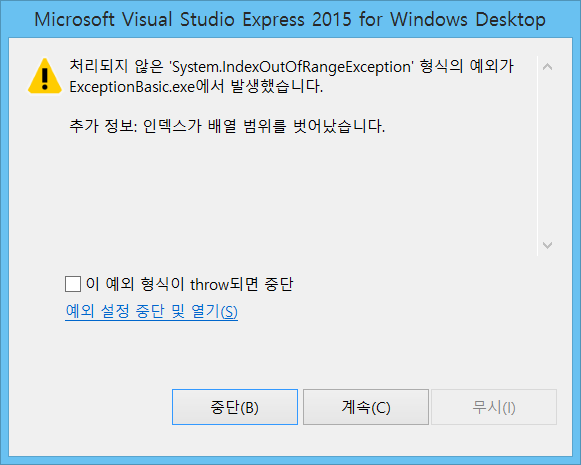 Microsoft Visual Studio Express 2015 for Windows Desktop
처리되지 않은 'System.IndexOutOfRangeException' 형식의 예외가
ExceptionBasic.exe에서 발생했습니다.
추가 정보: 인덱스가 배열 범위를 벗어났습니다.
이 예외 형식이 throw되면 중단
예외 설정 중단 및 열기(S)
중단(B) 계속(C) 무시(I)